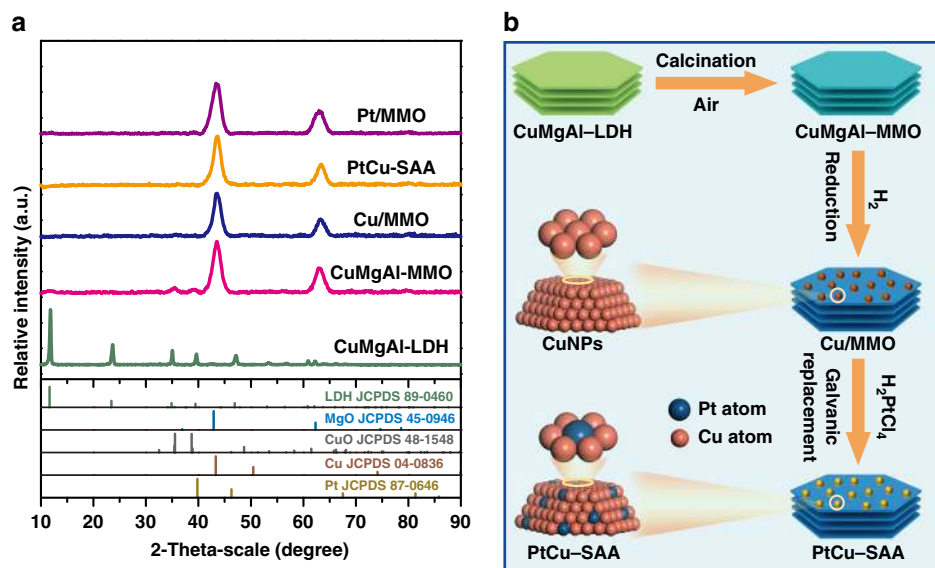 a
Relative intensity (a.u.)
Pt/MMO
PtCu-SAA
Cu/MMO
CuMgAl-MMO
CuMgAl-LDH
LDH JCPDS 89-0460
MgO JCPDS 45-0946
CuO JCPDS 48-1548
Cu JCPDS 04-0836
Pt JCPDS 87-0646
10 20 30 40 50 60 70 80 90
2-Theta-scale (degree)
b
CuMgAl–LDH
Calcination
Air
CuMgAl–MMO
Reduction
H₂
CuNPs
Cu/MMO
Galvanic
replacement
H₂PtCl₄
Pt atom
Cu atom
PtCu–SAA
PtCu–SAA